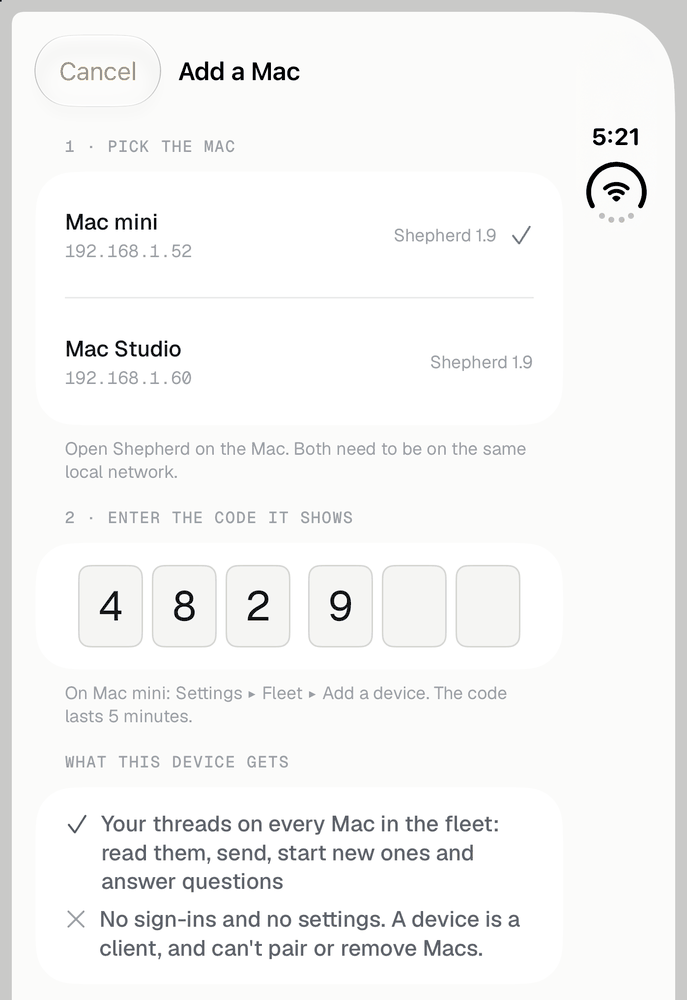 Cancel
Add a Mac
5:21
1 · PICK THE MAC
Mac mini
192.168.1.52
Shepherd 1.9
Mac Studio
192.168.1.60
Shepherd 1.9
Open Shepherd on the Mac. Both need to be on the same
local network.
2 · ENTER THE CODE IT SHOWS
4 8 2 9
On Mac mini: Settings ▸ Fleet ▸ Add a device. The code
lasts 5 minutes.
WHAT THIS DEVICE GETS
Your threads on every Mac in the fleet:
read them, send, start new ones and
answer questions
No sign-ins and no settings. A device is a
client, and can't pair or remove Macs.